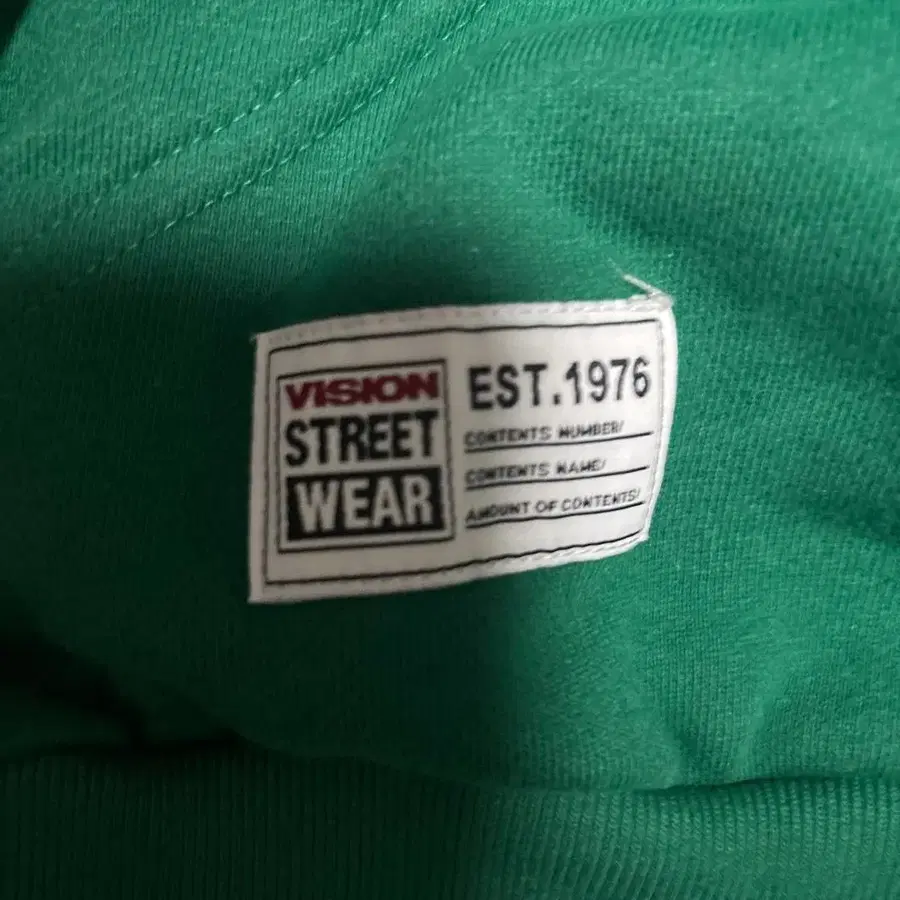 VISION
STREET
WEAR
EST.1976
CONTENTS NUMBER/
CONTENTS NAME/
AMOUNT OF CONTENTS/